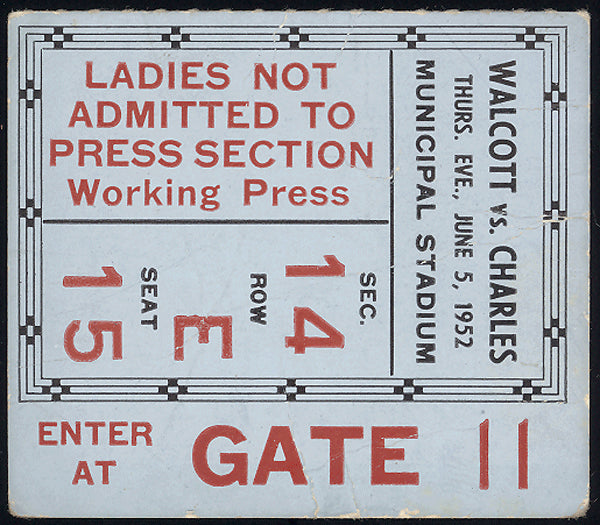 LADIES NOT
ADMITTED TO
PRESS SECTION
Working Press
WALCOTT vs. CHARLES
THURS. EVE., JUNE 5, 1952
MUNICIPAL STADIUM
SEC.
14
ROW
E
SEAT
15
ENTER
AT
GATE 11